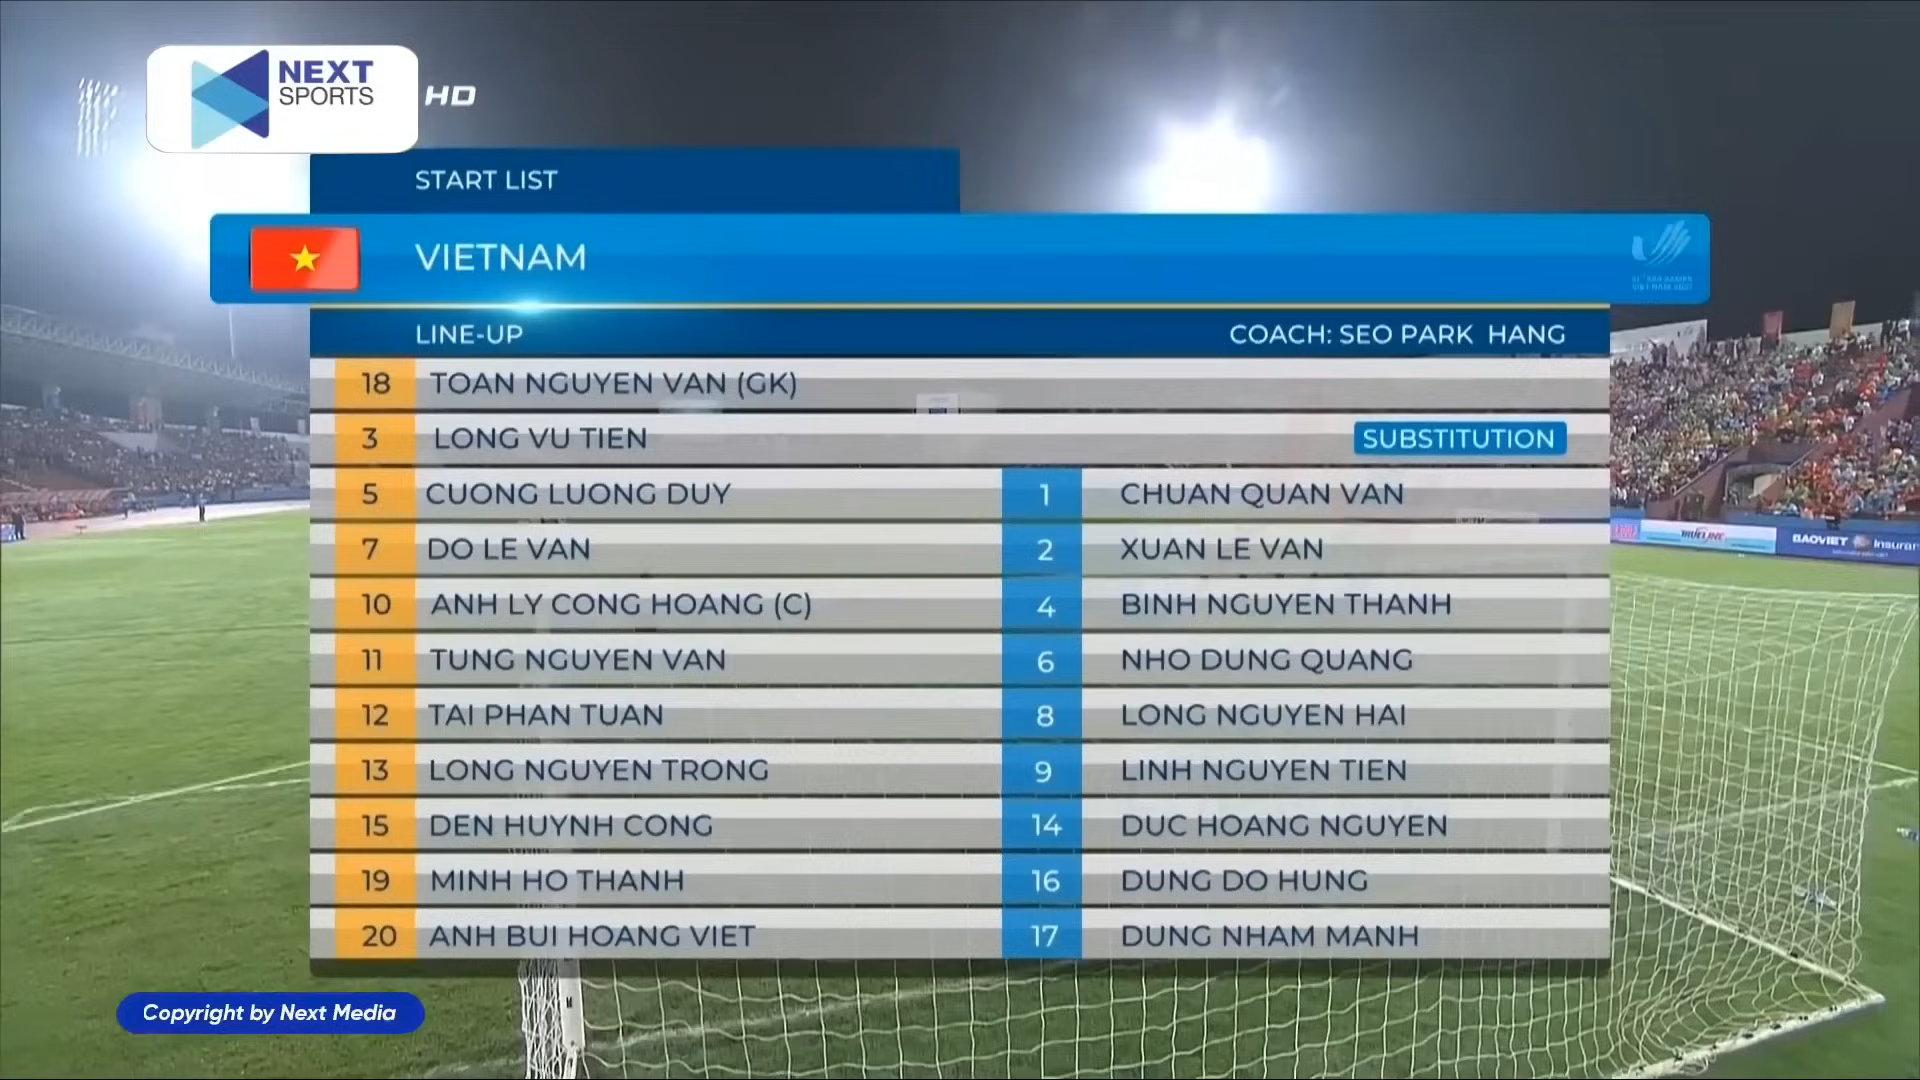 NEXT
SPORTS
HD
START LIST
VIETNAM
LINE-UP COACH: SEO PARK HANG
18 TOAN NGUYEN VAN (GK)
3 LONG VU TIEN SUBSTITUTION
5 CUONG LUONG DUY 1 CHUAN QUAN VAN
7 DO LE VAN 2 XUAN LE VAN
10 ANH LY CONG HOANG (C) 4 BINH NGUYEN THANH
11 TUNG NGUYEN VAN 6 NHO DUNG QUANG
12 TAI PHAN TUAN 8 LONG NGUYEN HAI
13 LONG NGUYEN TRONG 9 LINH NGUYEN TIEN
15 DEN HUYNH CONG 14 DUC HOANG NGUYEN
19 MINH HO THANH 16 DUNG DO HUNG
20 ANH BUI HOANG VIET 17 DUNG NHAM MANH
BAOVIET Insuran
Copyright by Next Media